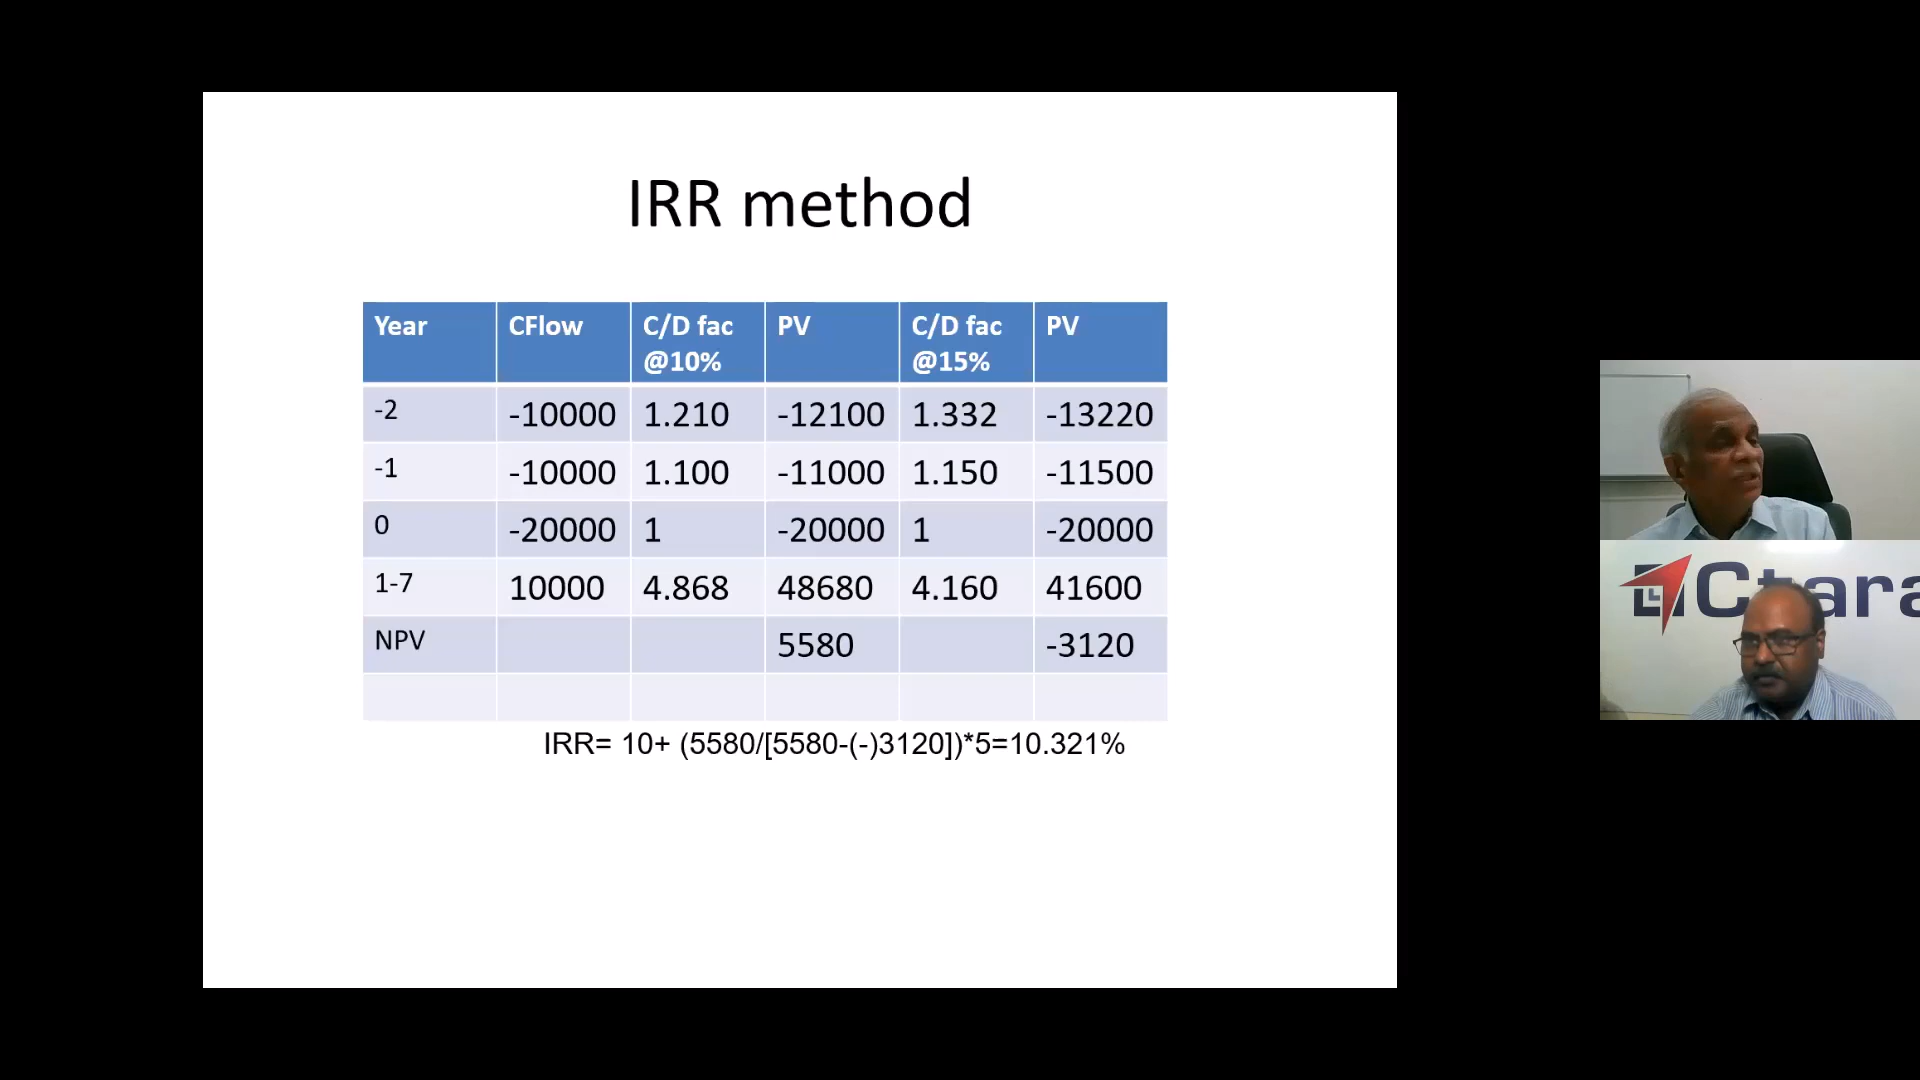 IRR method
Year CFlow C/D fac @10% PV C/D fac @15% PV
-2 -10000 1.210 -12100 1.332 -13220
-1 -10000 1.100 -11000 1.150 -11500
0 -20000 1 -20000 1 -20000
1-7 10000 4.868 48680 4.160 41600
NPV 5580 -3120
IRR= 10+ (5580/[5580-(-)3120])*5=10.321%